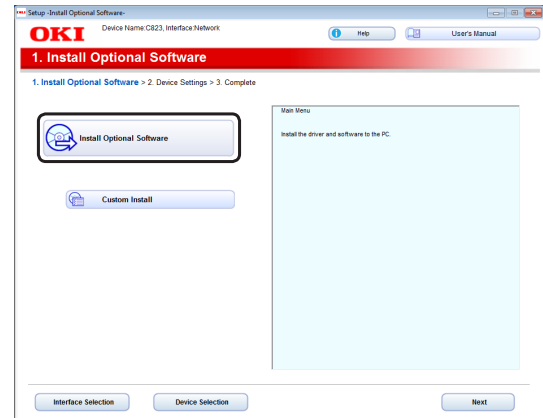 Setup -Install Optional Software-
OKI
Device Name:C823, Interface:Network
Help
User's Manual
1. Install Optional Software
1. Install Optional Software > 2. Device Settings > 3. Complete
Install Optional Software
Custom Install
Main Menu
Install the driver and software to the PC.
Interface Selection
Device Selection
Next